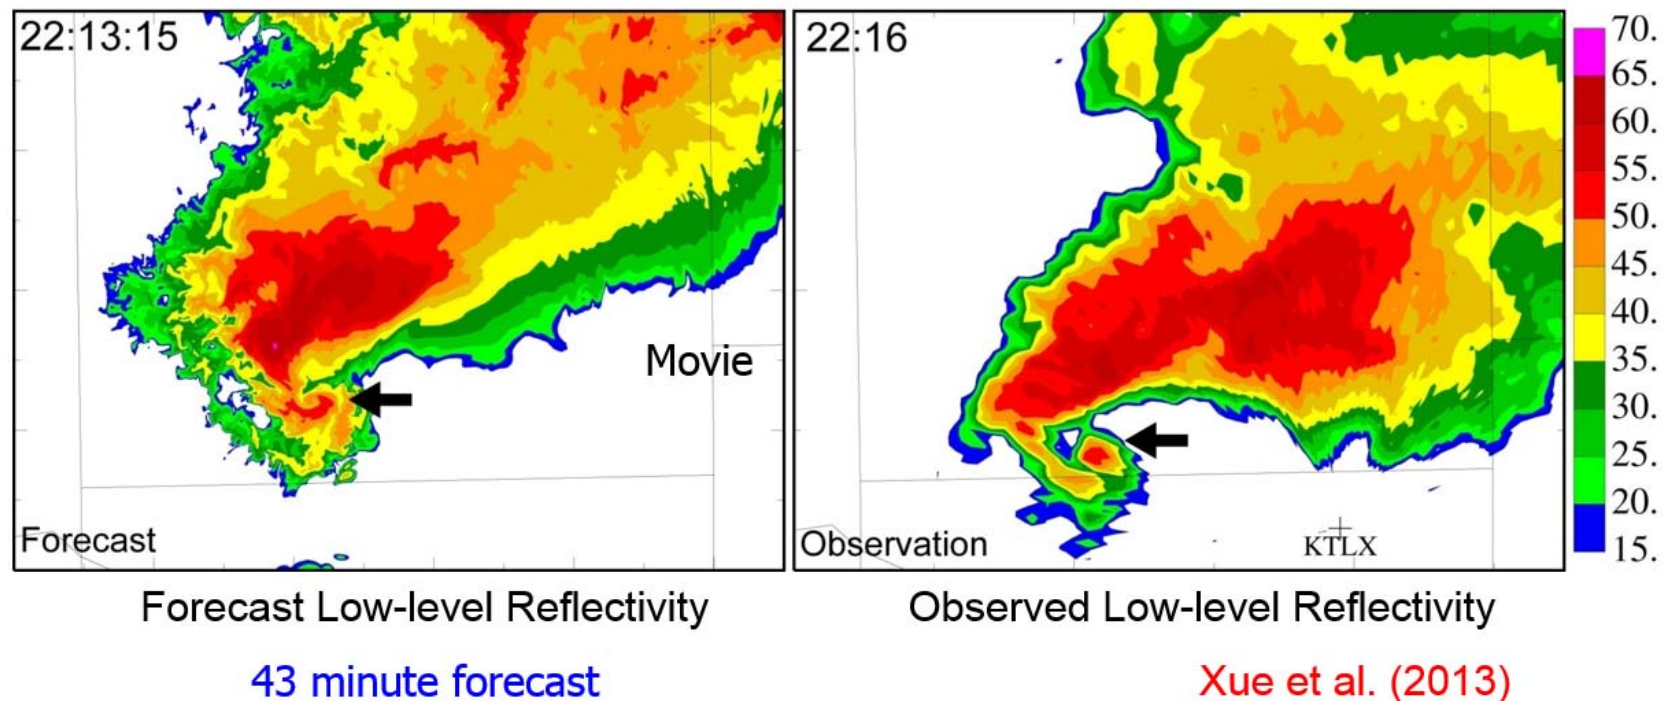 22:13:15
Movie
Forecast
22:16
KTLX
Observation
70.
65.
60.
55.
50.
45.
40.
35.
30.
25.
20.
15.
Forecast Low-level Reflectivity
Observed Low-level Reflectivity
43 minute forecast
Xue et al. (2013)